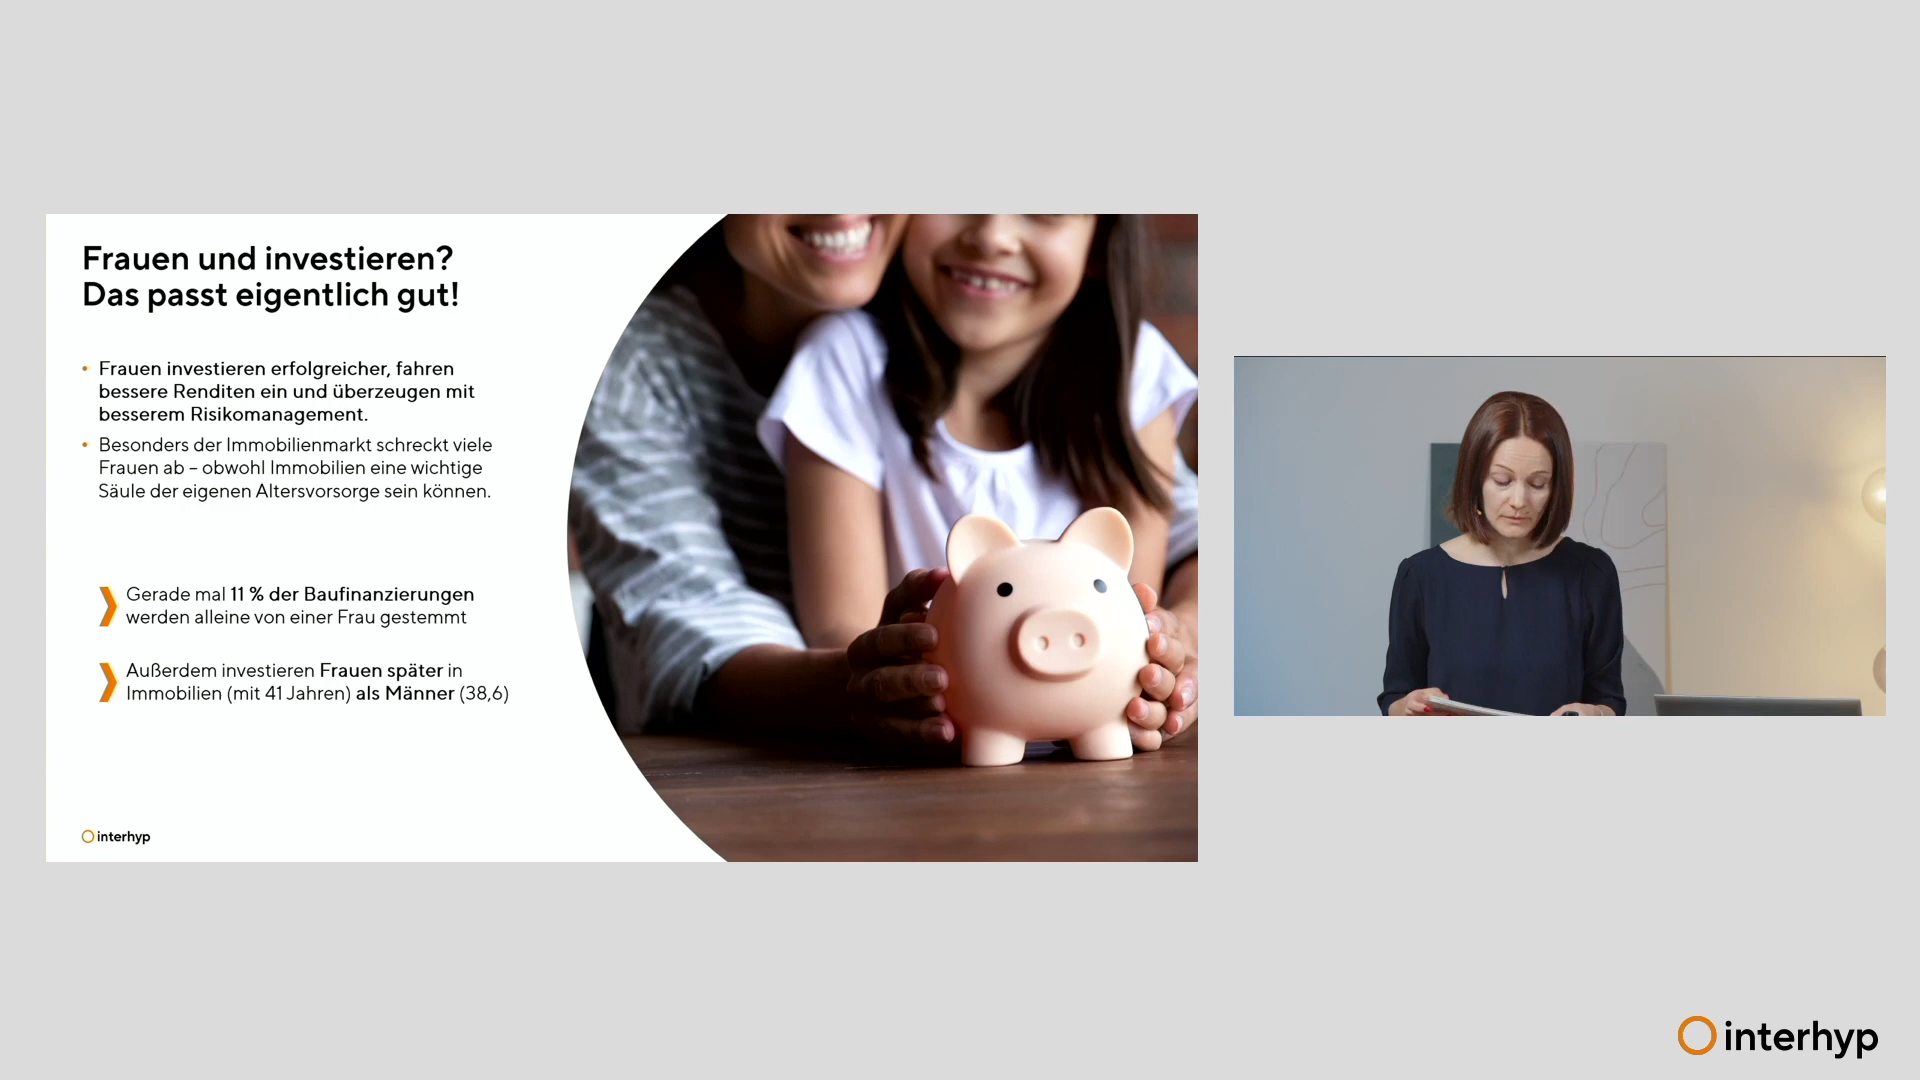 Frauen und investieren?
Das passt eigentlich gut!
• Frauen investieren erfolgreicher, fahren
bessere Renditen ein und überzeugen mit
besserem Risikomanagement.
• Besonders der Immobilienmarkt schreckt viele
Frauen ab – obwohl Immobilien eine wichtige
Säule der eigenen Altersvorsorge sein können.
Gerade mal 11 % der Baufinanzierungen
werden alleine von einer Frau gestemmt
Außerdem investieren Frauen später in
Immobilien (mit 41 Jahren) als Männer (38,6)
interhyp
interhyp